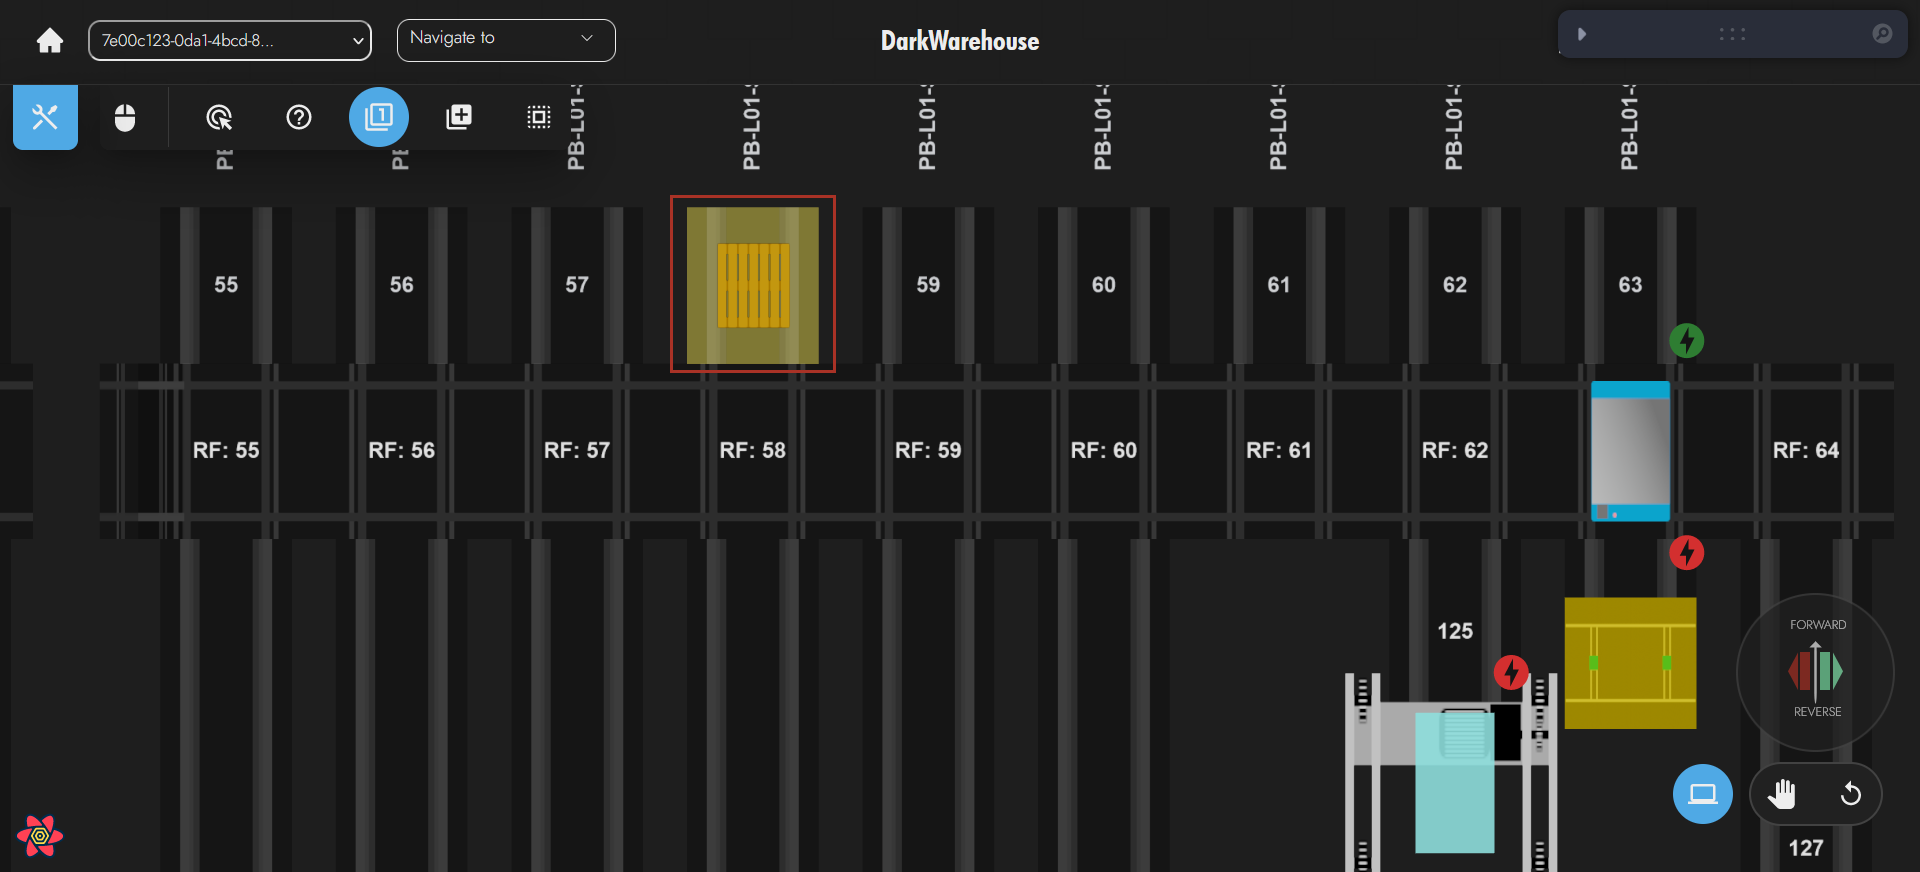 7e00c123-0da1-4bcd-8...
Navigate to
DarkWarehouse
1
PB-L01-
PB-L01-
PB-L01-
PB-L01-
PB-L01-
PB-L01-
PB-L01-
55
56
57
59
60
61
62
63
RF: 55
RF: 56
RF: 57
RF: 58
RF: 59
RF: 60
RF: 61
RF: 62
RF: 64
125
FORWARD
REVERSE
127